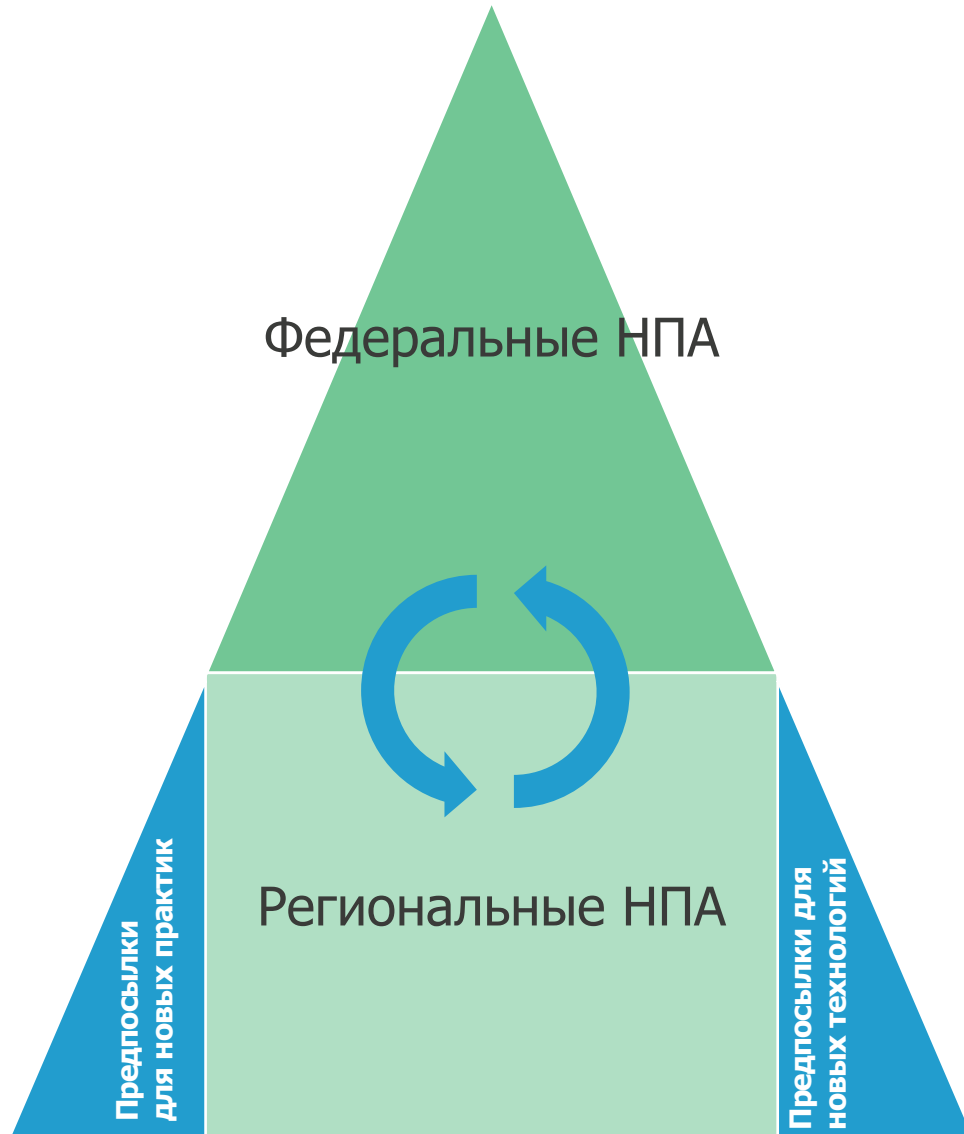 Федеральные НПА
Региональные НПА
Предпосылки
для новых практик
Предпосылки для
новых технологий